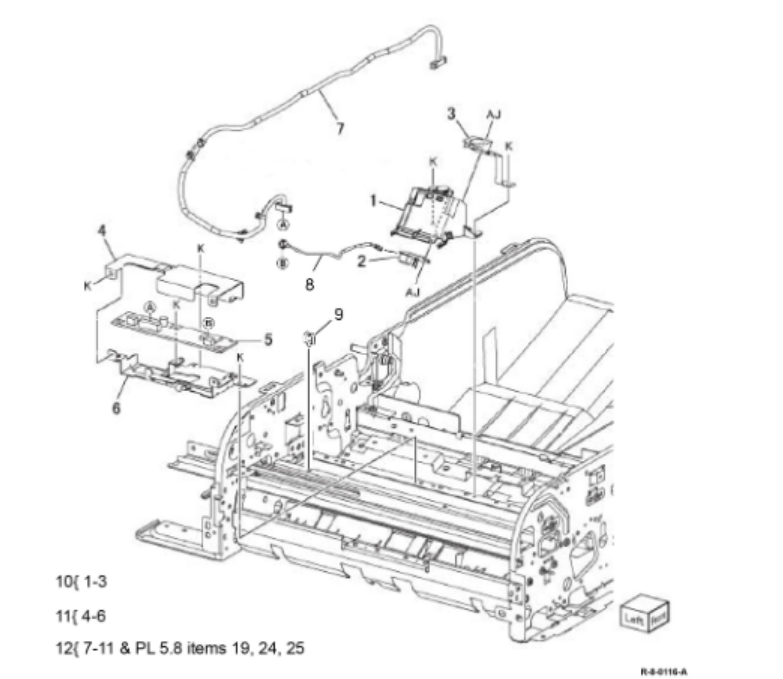 7
3 AJ
K
K
1
A
4
K
2
B
8
AJ
K
A
K
B
9
5
K
6
10{ 1-3
11{ 4-6
12{ 7-11 & PL 5.8 items 19, 24, 25
Left
R-8-0116-A